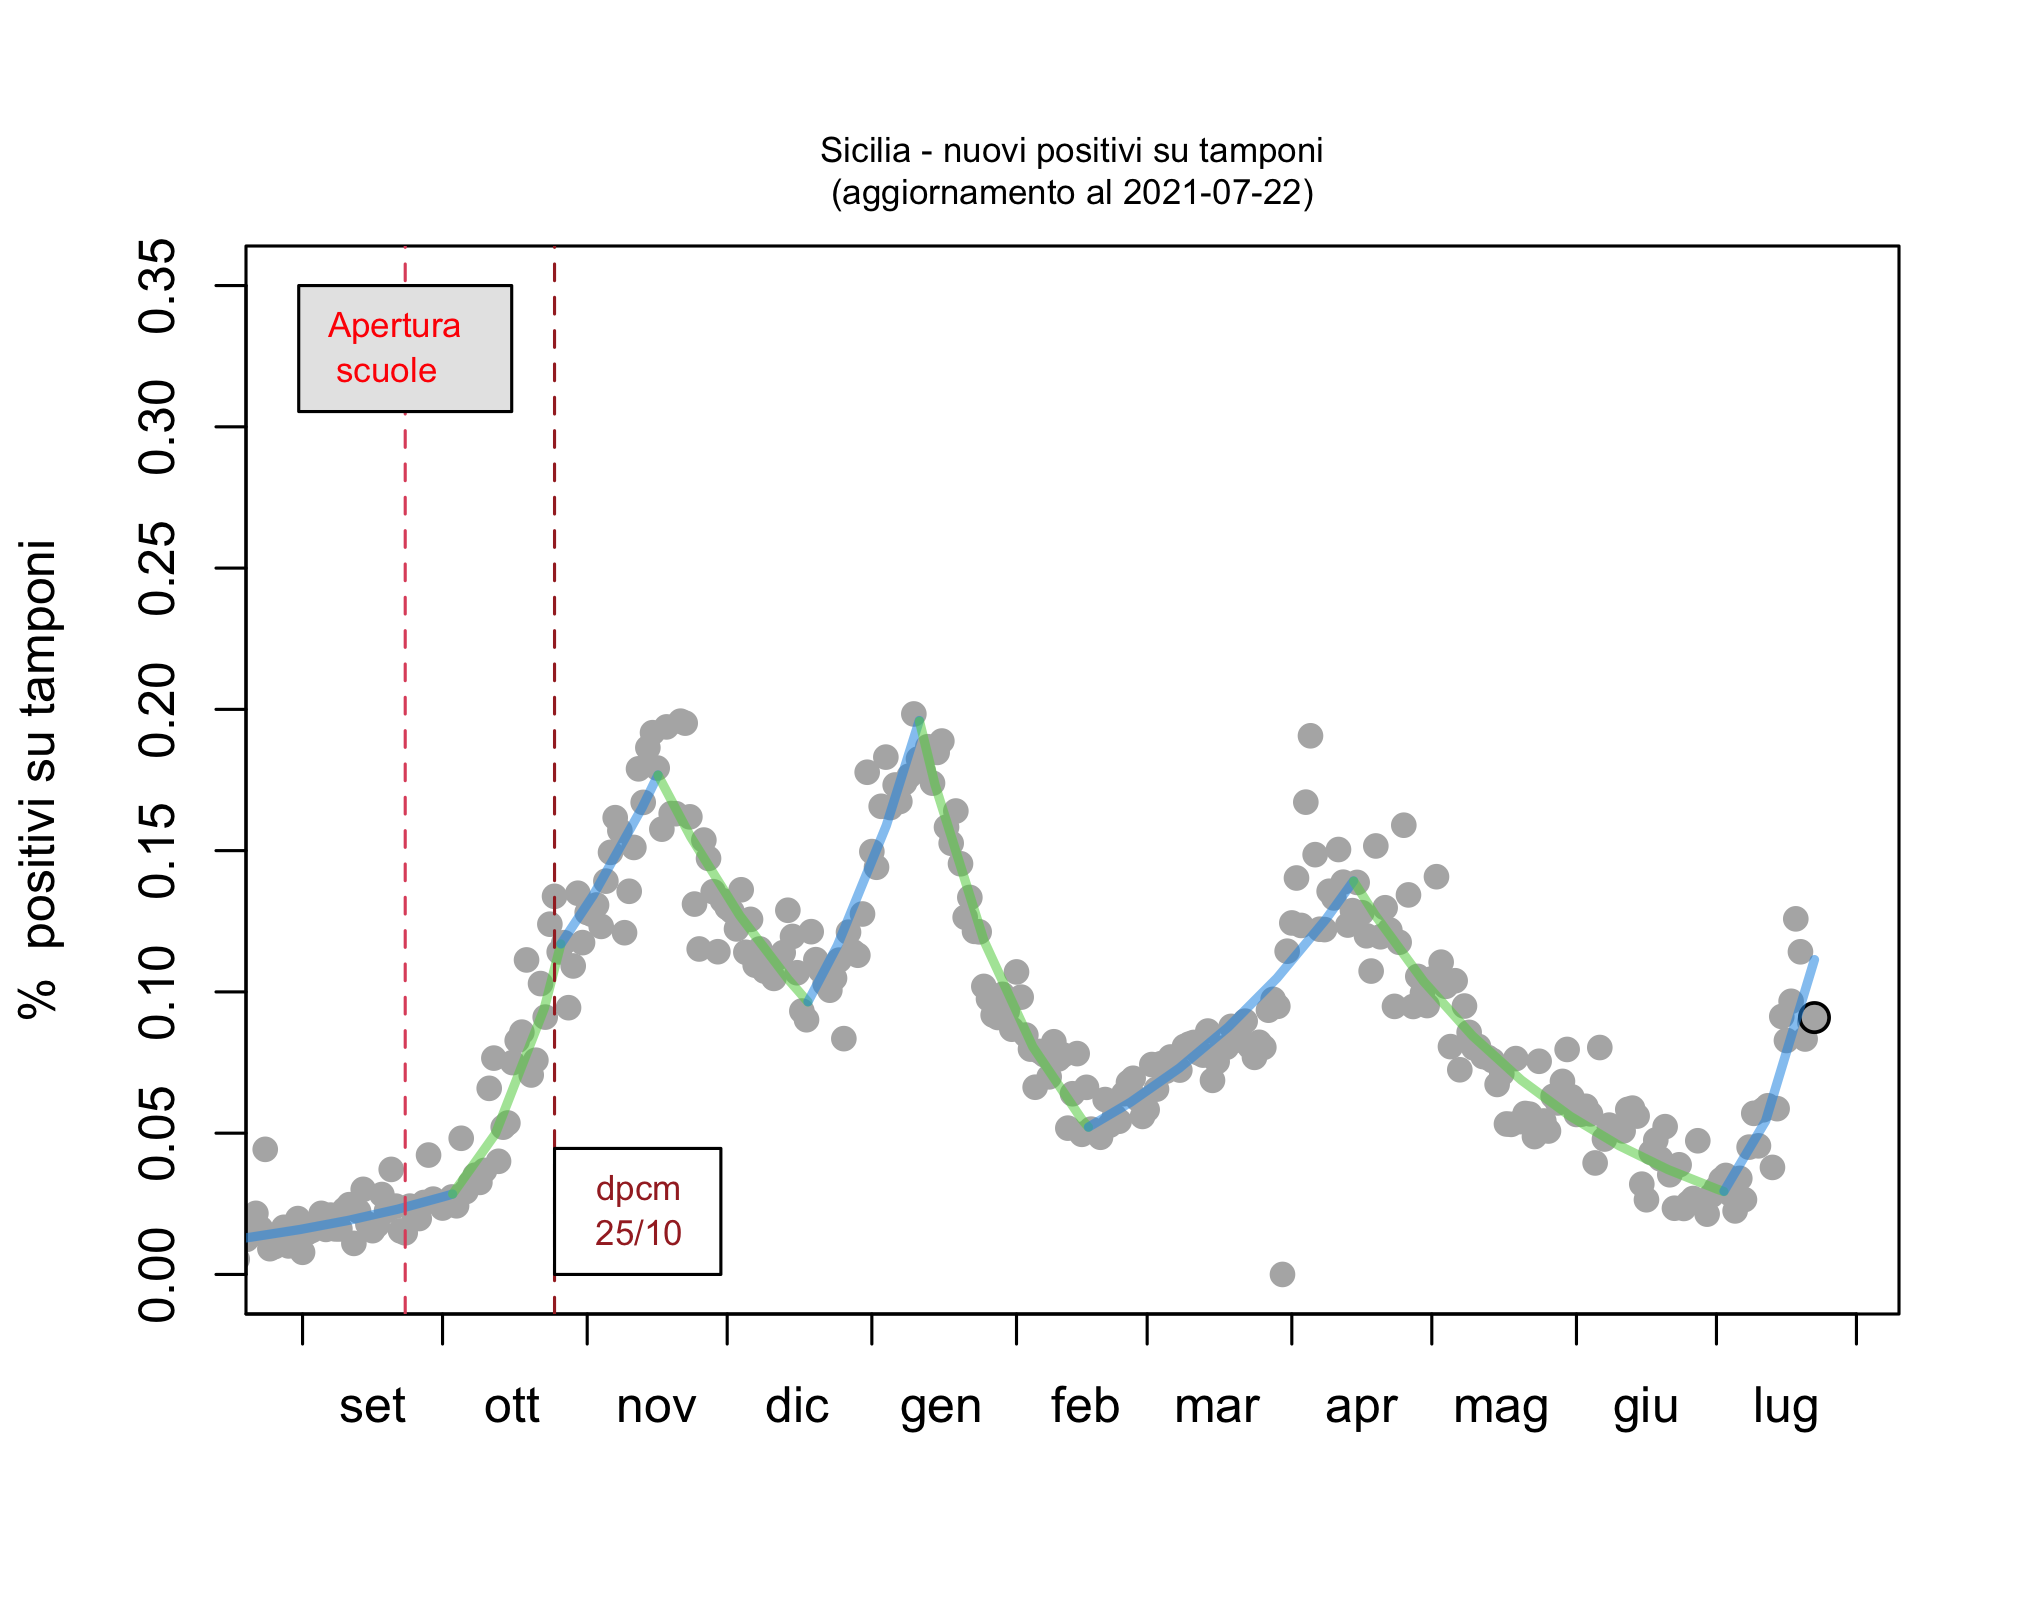 Sicilia - nuovi positivi su tamponi
(aggiornamento al 2021-07-22)
% positivi su tamponi
0.35
0.30
0.25
0.20
0.15
0.10
0.05
0.00
Apertura
scuole
dpcm
25/10
set ott nov dic gen feb mar apr mag giu lug